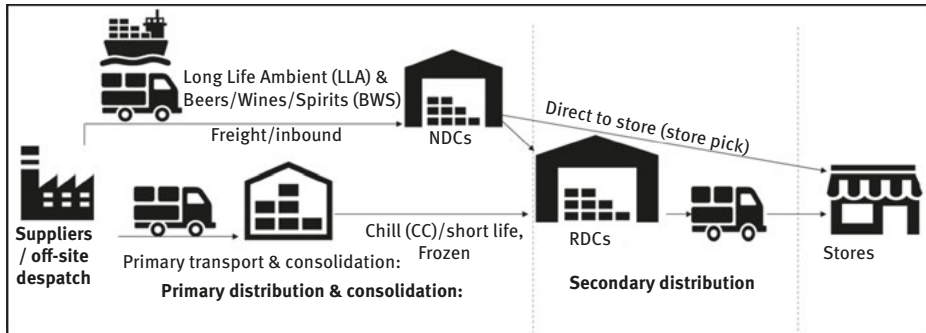 Long Life Ambient (LLA) &
Beers/Wines/Spirits (BWS)
Freight/inbound
NDCs
Direct to store (store pick)
Suppliers
/ off-site
despatch
Primary transport & consolidation:
Chill (CC)/short life,
Frozen
RDCs
Stores
Primary distribution & consolidation:
Secondary distribution